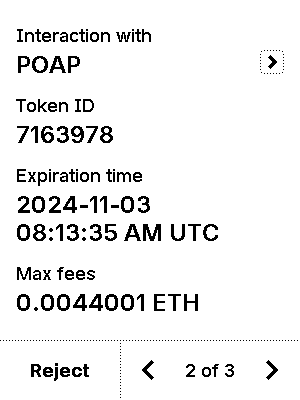 Interaction with
POAP
Token ID
7163978
Expiration time
2024-11-03
08:13:35 AM UTC
Max fees
0.0044001 ETH
Reject
2 of 3